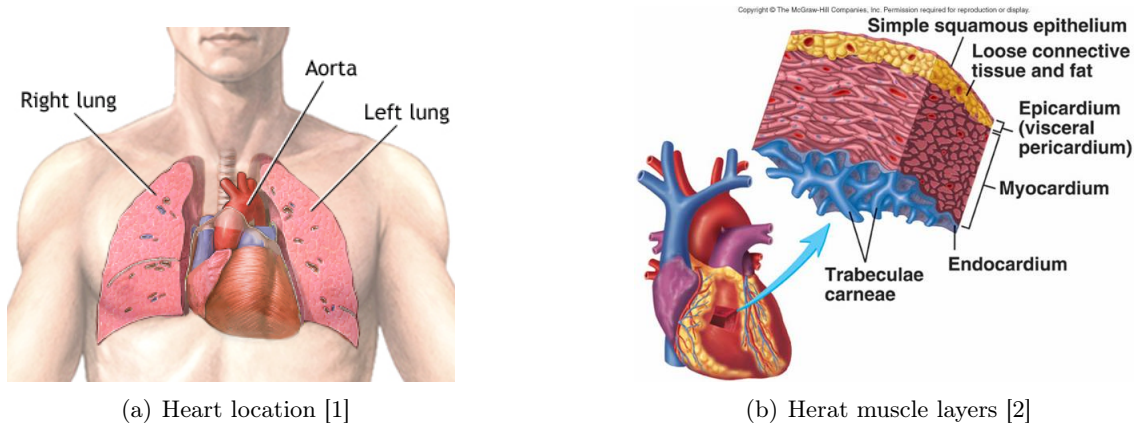 Copyright © The McGraw-Hill Companies, Inc. Permission required for reproduction or display.
Right lung
Aorta
Left lung
Simple squamous epithelium
Loose connective
tissue and fat
Epicardium
(visceral
pericardium)
Myocardium
Endocardium
Trabeculae
carneae
(a) Heart location [1]
(b) Herat muscle layers [2]